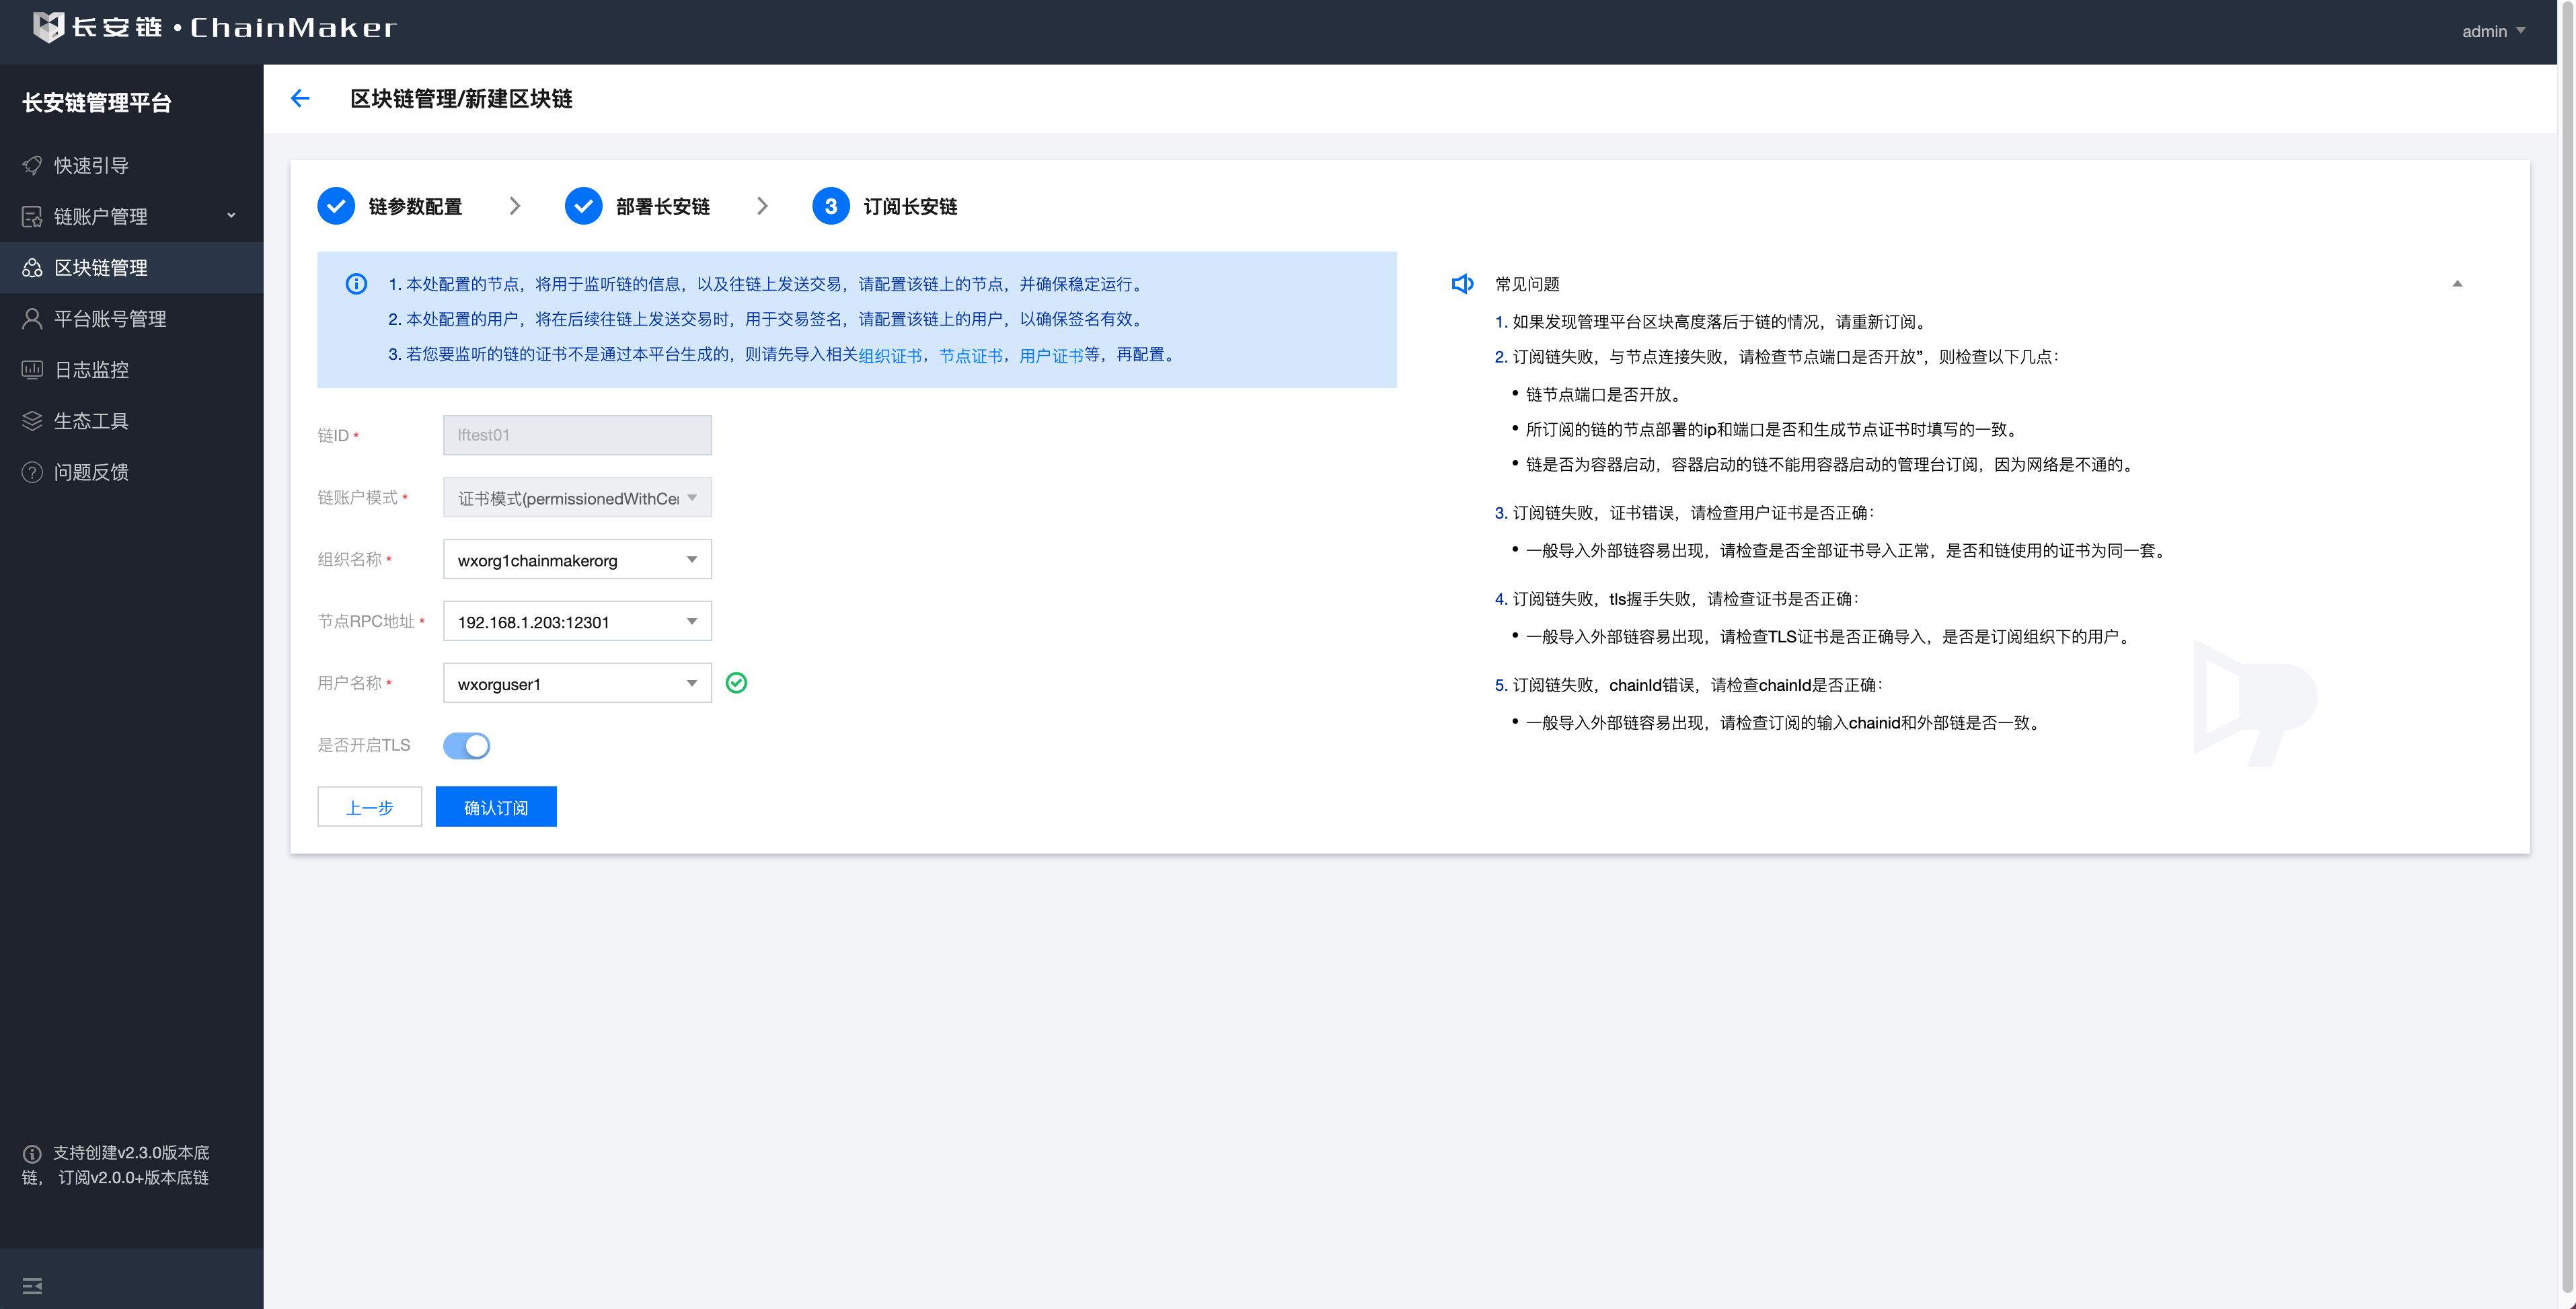 长安链·ChainMaker
admin
长安链管理平台
快速引导
链账户管理
区块链管理
平台账号管理
日志监控
生态工具
问题反馈
支持创建v2.3.0版本底
链， 订阅v2.0.0+版本底链
区块链管理/新建区块链
链参数配置
部署长安链
3 订阅长安链
1. 本处配置的节点，将用于监听链的信息，以及往链上发送交易，请配置该链上的节点，并确保稳定运行。
2. 本处配置的用户，将在后续往链上发送交易时，用于交易签名，请配置该链上的用户，以确保签名有效。
3. 若您要监听的链的证书不是通过本平台生成的，则请先导入相关组织证书，节点证书，用户证书等，再配置。
链ID * lftest01
链账户模式 * 证书模式(permissionedWithCer
组织名称 * wxorg1chainmakerorg
节点RPC地址 * 192.168.1.203:12301
用户名称 * wxorguser1
是否开启TLS
上一步
确认订阅
常见问题
1. 如果发现管理平台区块高度落后于链的情况，请重新订阅。
2. 订阅链失败，与节点连接失败，请检查节点端口是否开放”，则检查以下几点：
• 链节点端口是否开放。
• 所订阅的链的节点部署的ip和端口是否和生成节点证书时填写的一致。
• 链是否为容器启动，容器启动的链不能用容器启动的管理台订阅，因为网络是不通的。
3. 订阅链失败，证书错误，请检查用户证书是否正确：
• 一般导入外部链容易出现，请检查是否全部证书导入正常，是否和链使用的证书为同一套。
4. 订阅链失败，tls握手失败，请检查证书是否正确：
• 一般导入外部链容易出现，请检查TLS证书是否正确导入，是否是订阅组织下的用户。
5. 订阅链失败，chainId错误，请检查chainId是否正确：
• 一般导入外部链容易出现，请检查订阅的输入chainid和外部链是否一致。